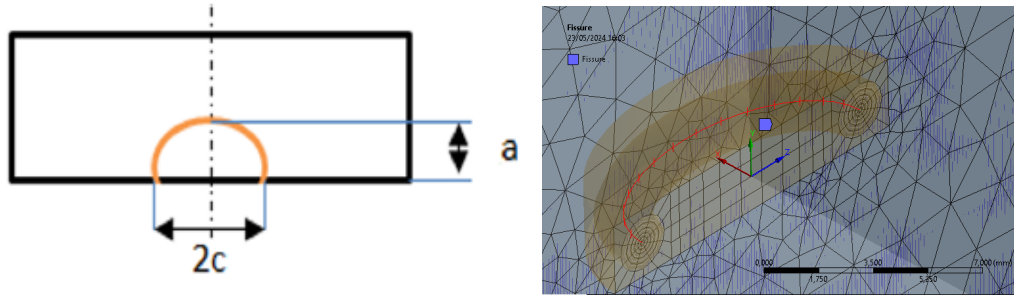 a
2c
Fissure
23/05/2024 16:03
Fissure
Z
0,000
3,500
7,000 (mm)
1,750
5,250